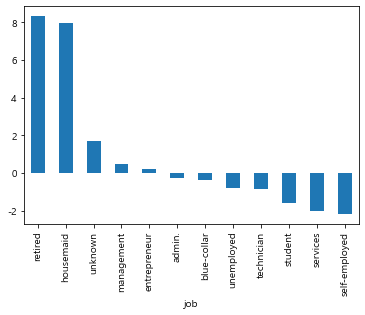 8
6
4
2
0
-2
retired
housemaid
unknown
management
entrepreneur
admin.
blue-collar
unemployed
technician
student
services
self-employed
job